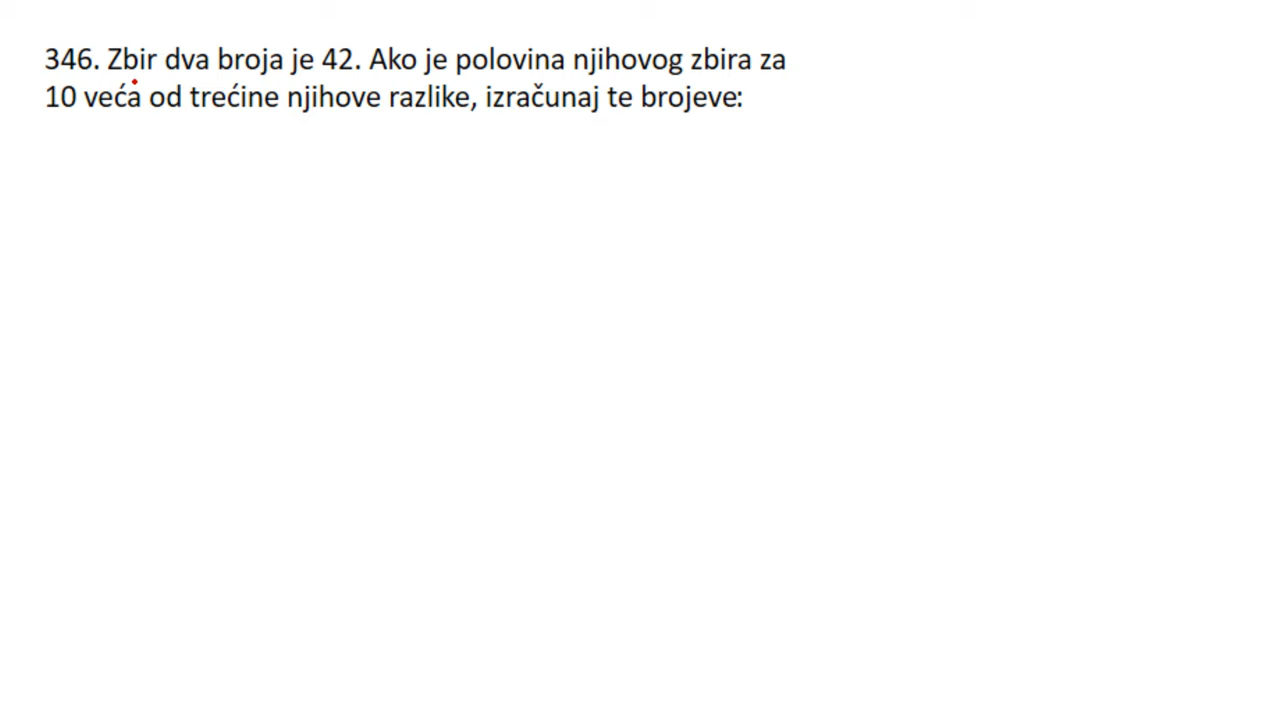 346. Zbir dva broja je 42. Ako je polovina njihovog zbira za
10 veća od trećine njihove razlike, izračunaj te brojeve: